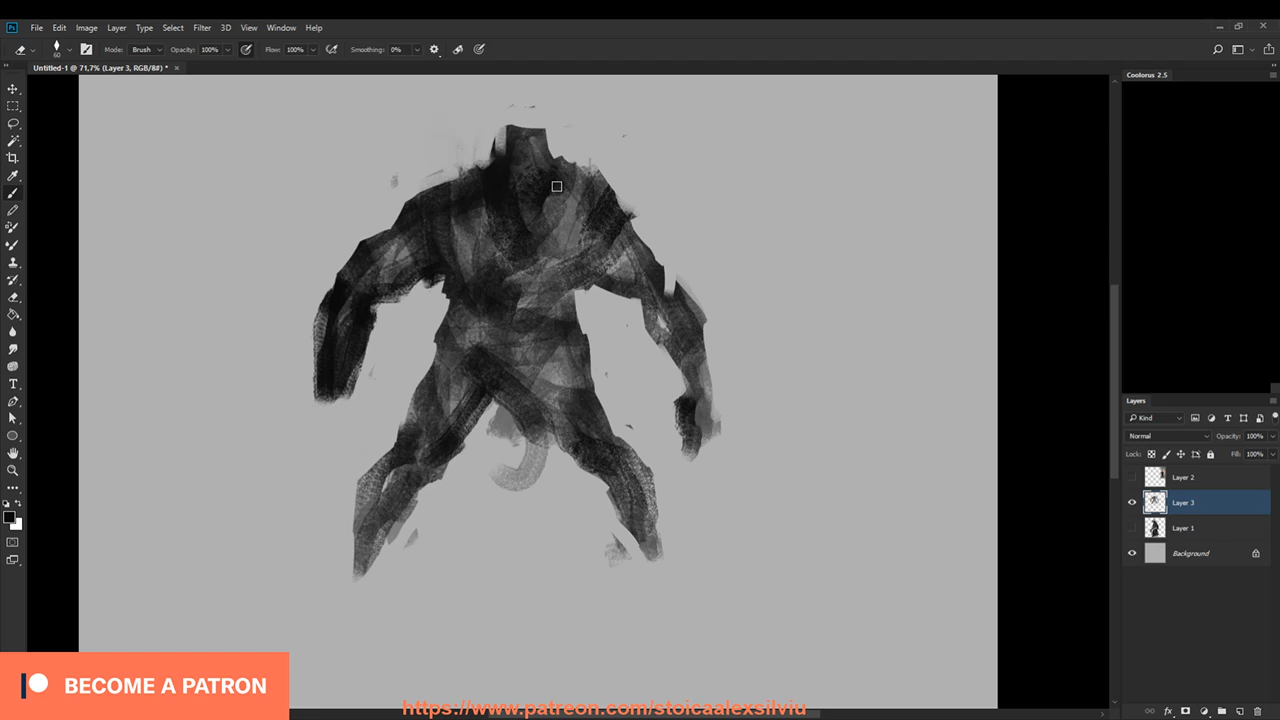 Ps File Edit Image Layer Type Select Filter 3D View Window Help
60 Mode: Brush Opacity: 100% Flow: 100% Smoothing: 0%
Untitled-1 @ 71,7% (Layer 3, RGB/8#) * ×
Coolorus 2.5
Layers
Kind
Normal Opacity: 100%
Lock: Fill: 100%
Layer 2
Layer 3
Layer 1
Background
BECOME A PATRON
https://www.patreon.com/stoicaalexsilviu